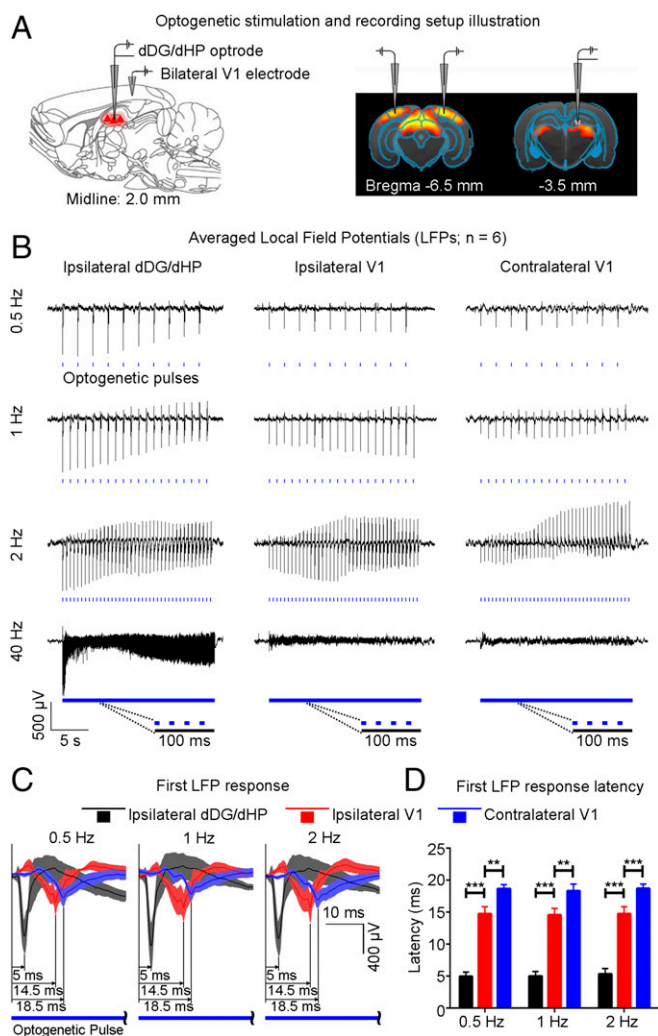 A
Optogenetic stimulation and recording setup illustration
dDG/dHP optrode
Bilateral V1 electrode
Midline: 2.0 mm
Bregma -6.5 mm
-3.5 mm
B
Averaged Local Field Potentials (LFPs; n = 6)
Ipsilateral dDG/dHP
Ipsilateral V1
Contralateral V1
0.5 Hz
Optogenetic pulses
1 Hz
2 Hz
40 Hz
500 µV
5 s
100 ms
100 ms
100 ms
C
First LFP response
D
First LFP response latency
Ipsilateral dDG/dHP
Ipsilateral V1
Contralateral V1
0.5 Hz
1 Hz
2 Hz
10 ms
400 µV
5 ms
14.5 ms
18.5 ms
5 ms
14.5 ms
18.5 ms
5 ms
14.5 ms
18.5 ms
Optogenetic Pulse
Latency (ms)
25
20
15
10
5
0
***
**
***
**
***
***
0.5 Hz
1 Hz
2 Hz